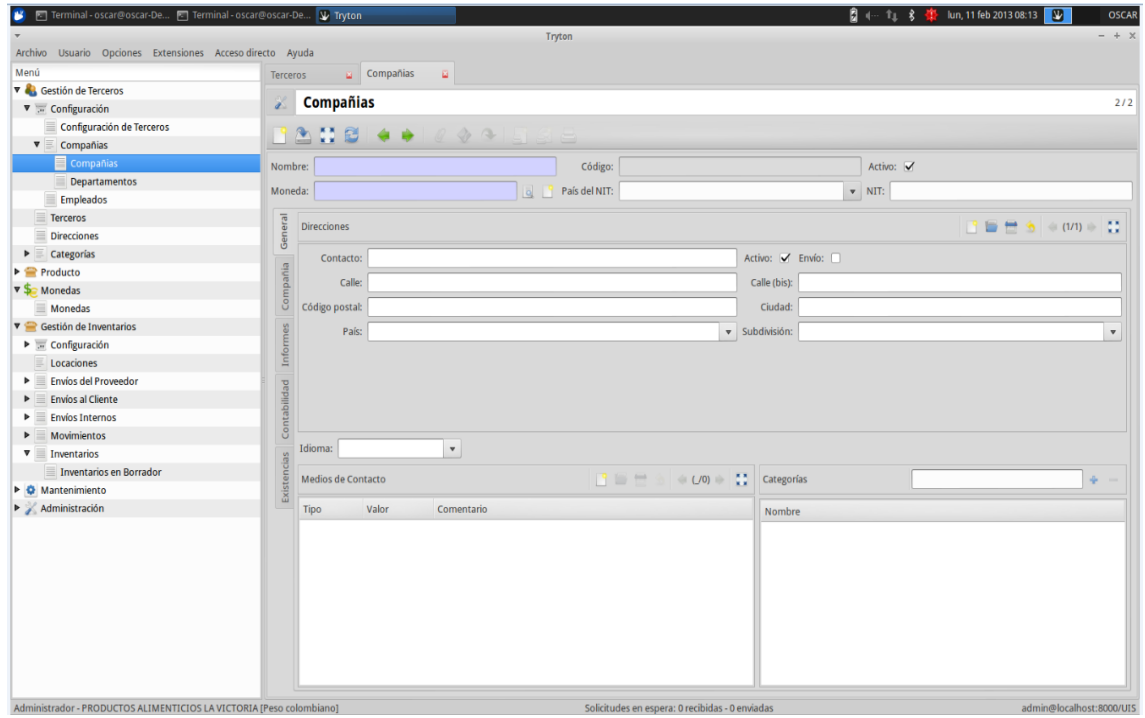 Terminal - oscar@oscar-De... Terminal - oscar@oscar-De... Tryton lun, 11 feb 2013 08:13 OSCAR
Tryton
Archivo Usuario Opciones Extensiones Acceso directo Ayuda
Menú
Gestión de Terceros
Configuración
Configuración de Terceros
Compañias
Compañias
Departamentos
Empleados
Terceros
Direcciones
Categorías
Producto
Monedas
Monedas
Gestión de Inventarios
Configuración
Locaciones
Envíos del Proveedor
Envíos al Cliente
Envíos Internos
Movimientos
Inventarios
Inventarios en Borrador
Mantenimiento
Administración
Terceros Compañias
Compañias 2 / 2
Nombre: Código: Activo:
Moneda: País del NIT: NIT:
General
Compañia
Informes
Contabilidad
Existencias
Direcciones (1/1)
Contacto: Activo: Envío:
Calle: Calle (bis):
Código postal: Ciudad:
País: Subdivisión:
Idioma:
Medios de Contacto (_/0)
Tipo Valor Comentario
Categorías
Nombre
Administrador - PRODUCTOS ALIMENTICIOS LA VICTORIA [Peso colombiano] Solicitudes en espera: 0 recibidas - 0 enviadas admin@localhost:8000/UIS